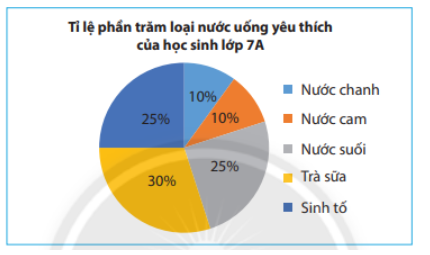 Tỉ lệ phần trăm loại nước uống yêu thích
của học sinh lớp 7A
10%
10%
25%
30%
25%
Nước chanh
Nước cam
Nước suối
Trà sữa
Sinh tố